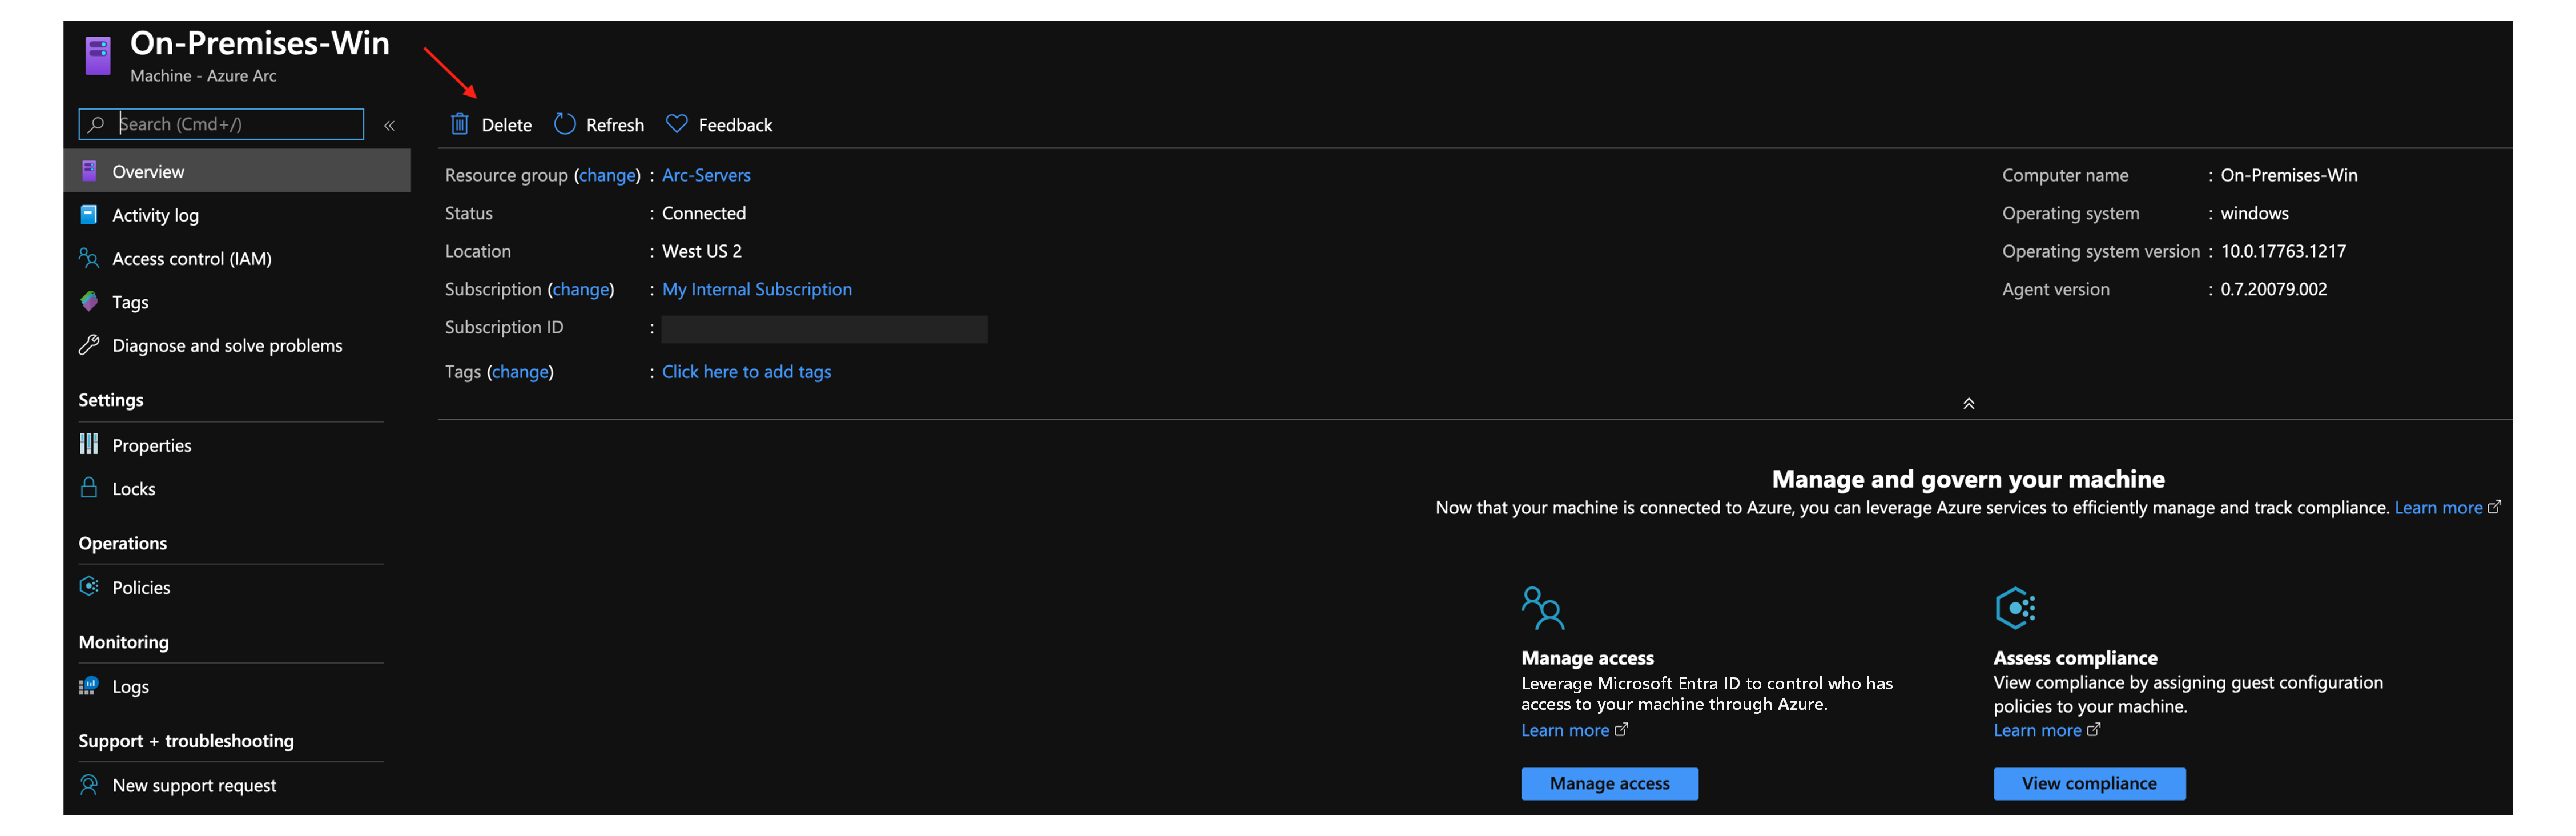 On-Premises-Win
Machine - Azure Arc
Search (Cmd+/)
«
Overview
Activity log
Access control (IAM)
Tags
Diagnose and solve problems
Settings
Properties
Locks
Operations
Policies
Monitoring
Logs
Support + troubleshooting
New support request
Delete Refresh Feedback
Resource group (change) : Arc-Servers
Status : Connected
Location : West US 2
Subscription (change) : My Internal Subscription
Subscription ID :
Tags (change) : Click here to add tags
Computer name : On-Premises-Win
Operating system : windows
Operating system version : 10.0.17763.1217
Agent version : 0.7.20079.002
Manage and govern your machine
Now that your machine is connected to Azure, you can leverage Azure services to efficiently manage and track compliance. Learn more
Manage access
Leverage Microsoft Entra ID to control who has
access to your machine through Azure.
Learn more
Manage access
Assess compliance
View compliance by assigning guest configuration
policies to your machine.
Learn more
View compliance